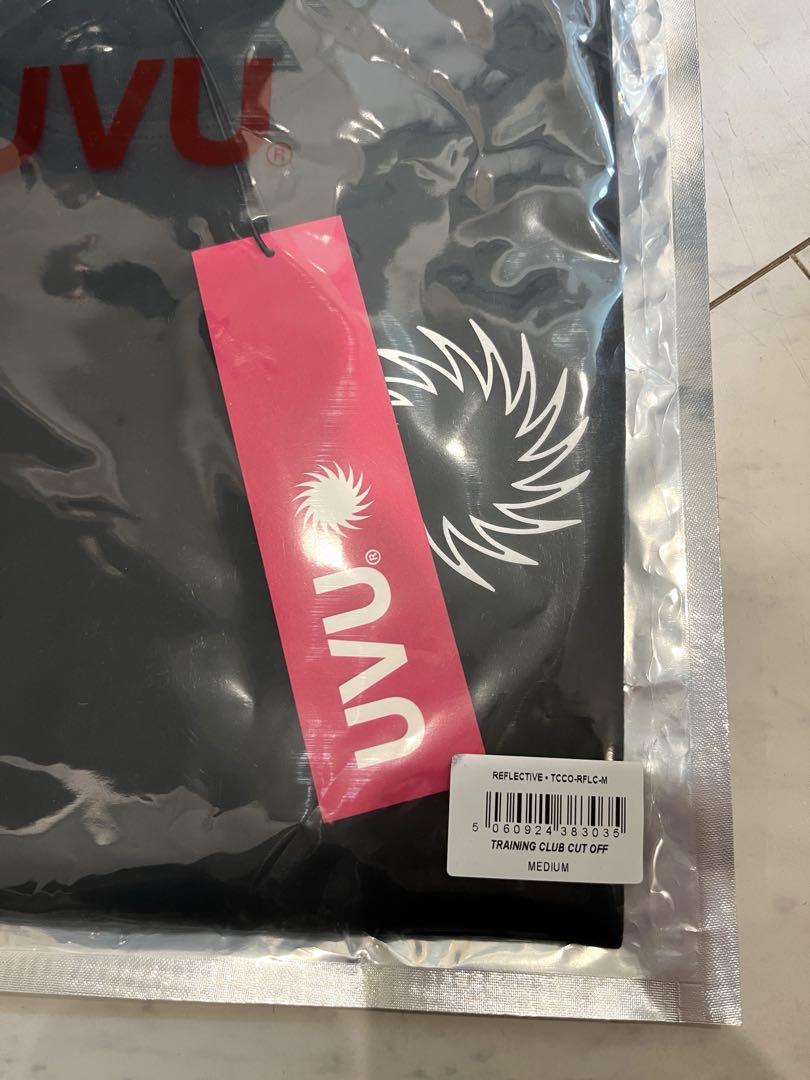 UVU®
UVU®
REFLECTIVE • TCCO-RFLC-M
5 060924 383035
TRAINING CLUB CUT OFF
MEDIUM